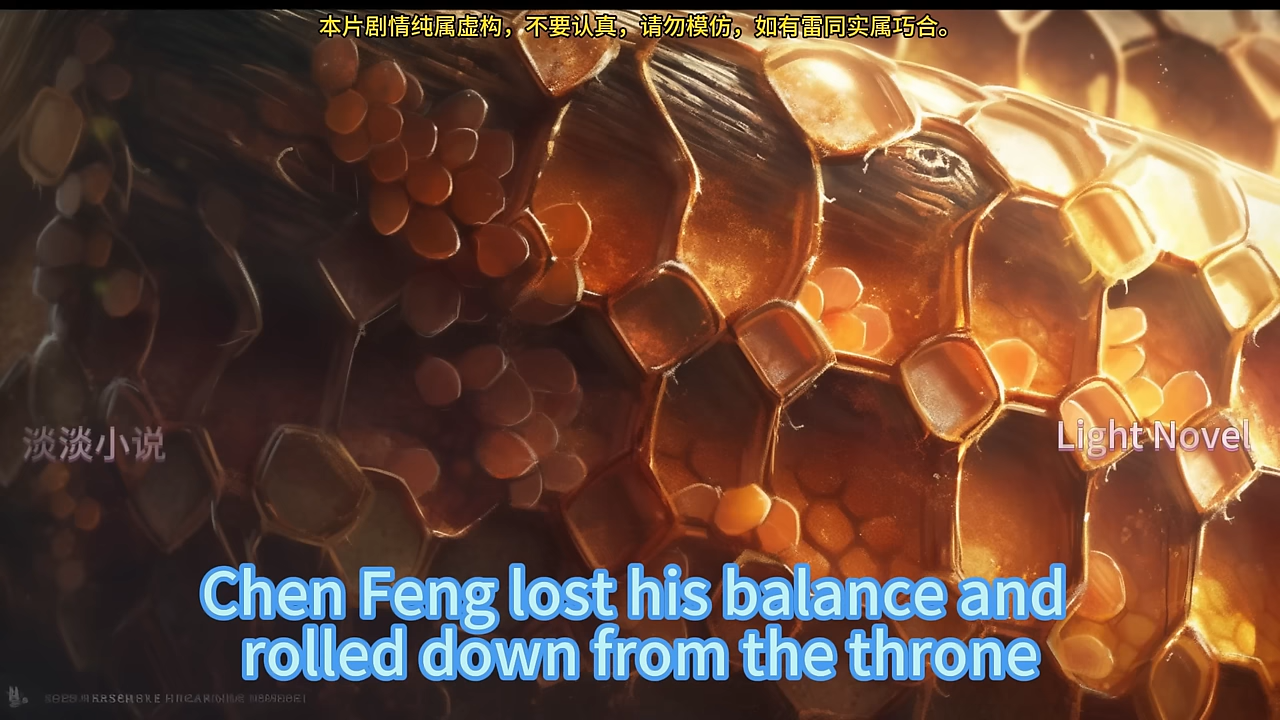 本片剧情纯属虚构，不要认真，请勿模仿，如有雷同实属巧合。
淡淡小说
Light Novel
Chen Feng lost his balance and
rolled down from the throne